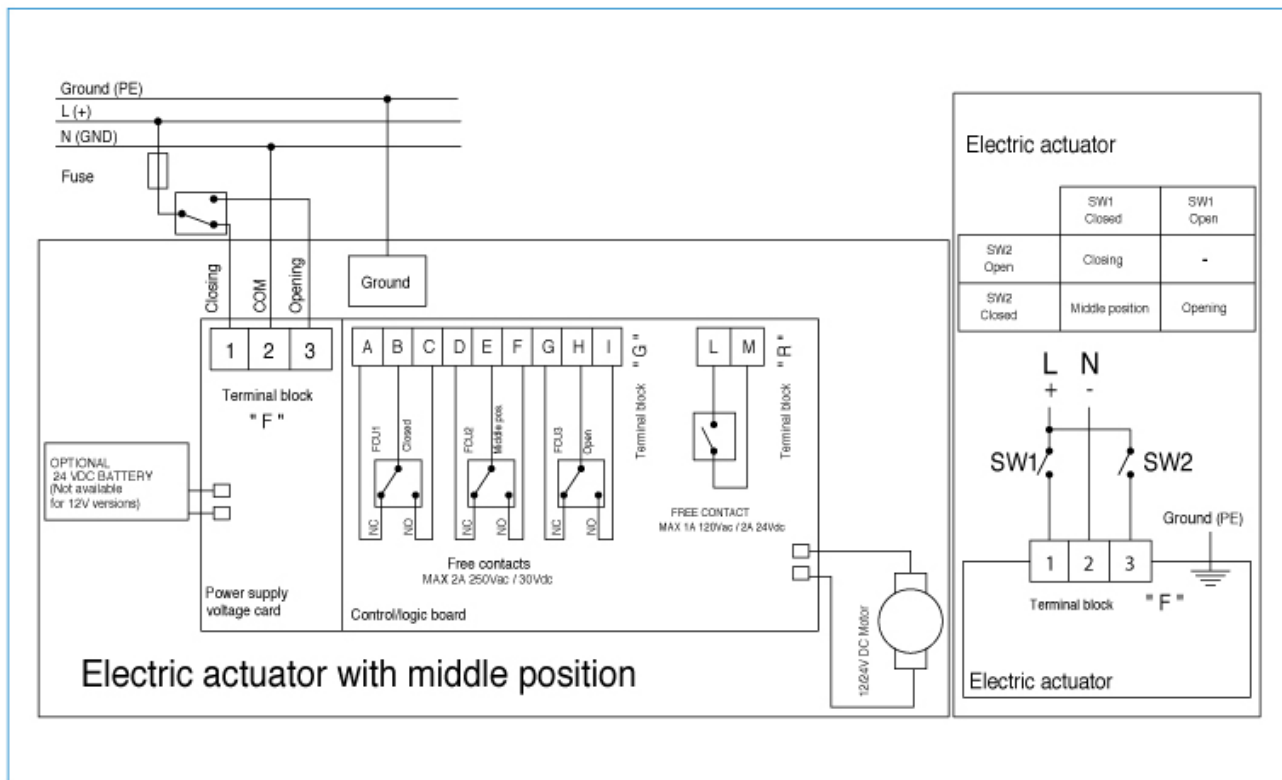 Ground (PE)
L (+)
N (GND)
Fuse
Closing
COM
Opening
Ground
1 2 3
Terminal block
" F "
A B C D E F G H I
" G "
Terminal block
L M
" R "
Terminal block
FCU1
Closed
FCU2
Middle pos.
FCU3
Open
NC
NO
NC
NO
NC
NO
Free contacts
MAX 2A 250Vac / 30Vdc
FREE CONTACT
MAX 1A 120Vac / 2A 24Vdc
OPTIONAL
24 VDC BATTERY
(Not available
for 12V versions)
Power supply
voltage card
Control/logic board
12/24V DC Motor
Electric actuator with middle position
Electric actuator
SW1
Closed
SW1
Open
SW2
Open
Closing
-
SW2
Closed
Middle position
Opening
L N
+ -
SW1
SW2
Ground (PE)
1 2 3
Terminal block " F "
Electric actuator